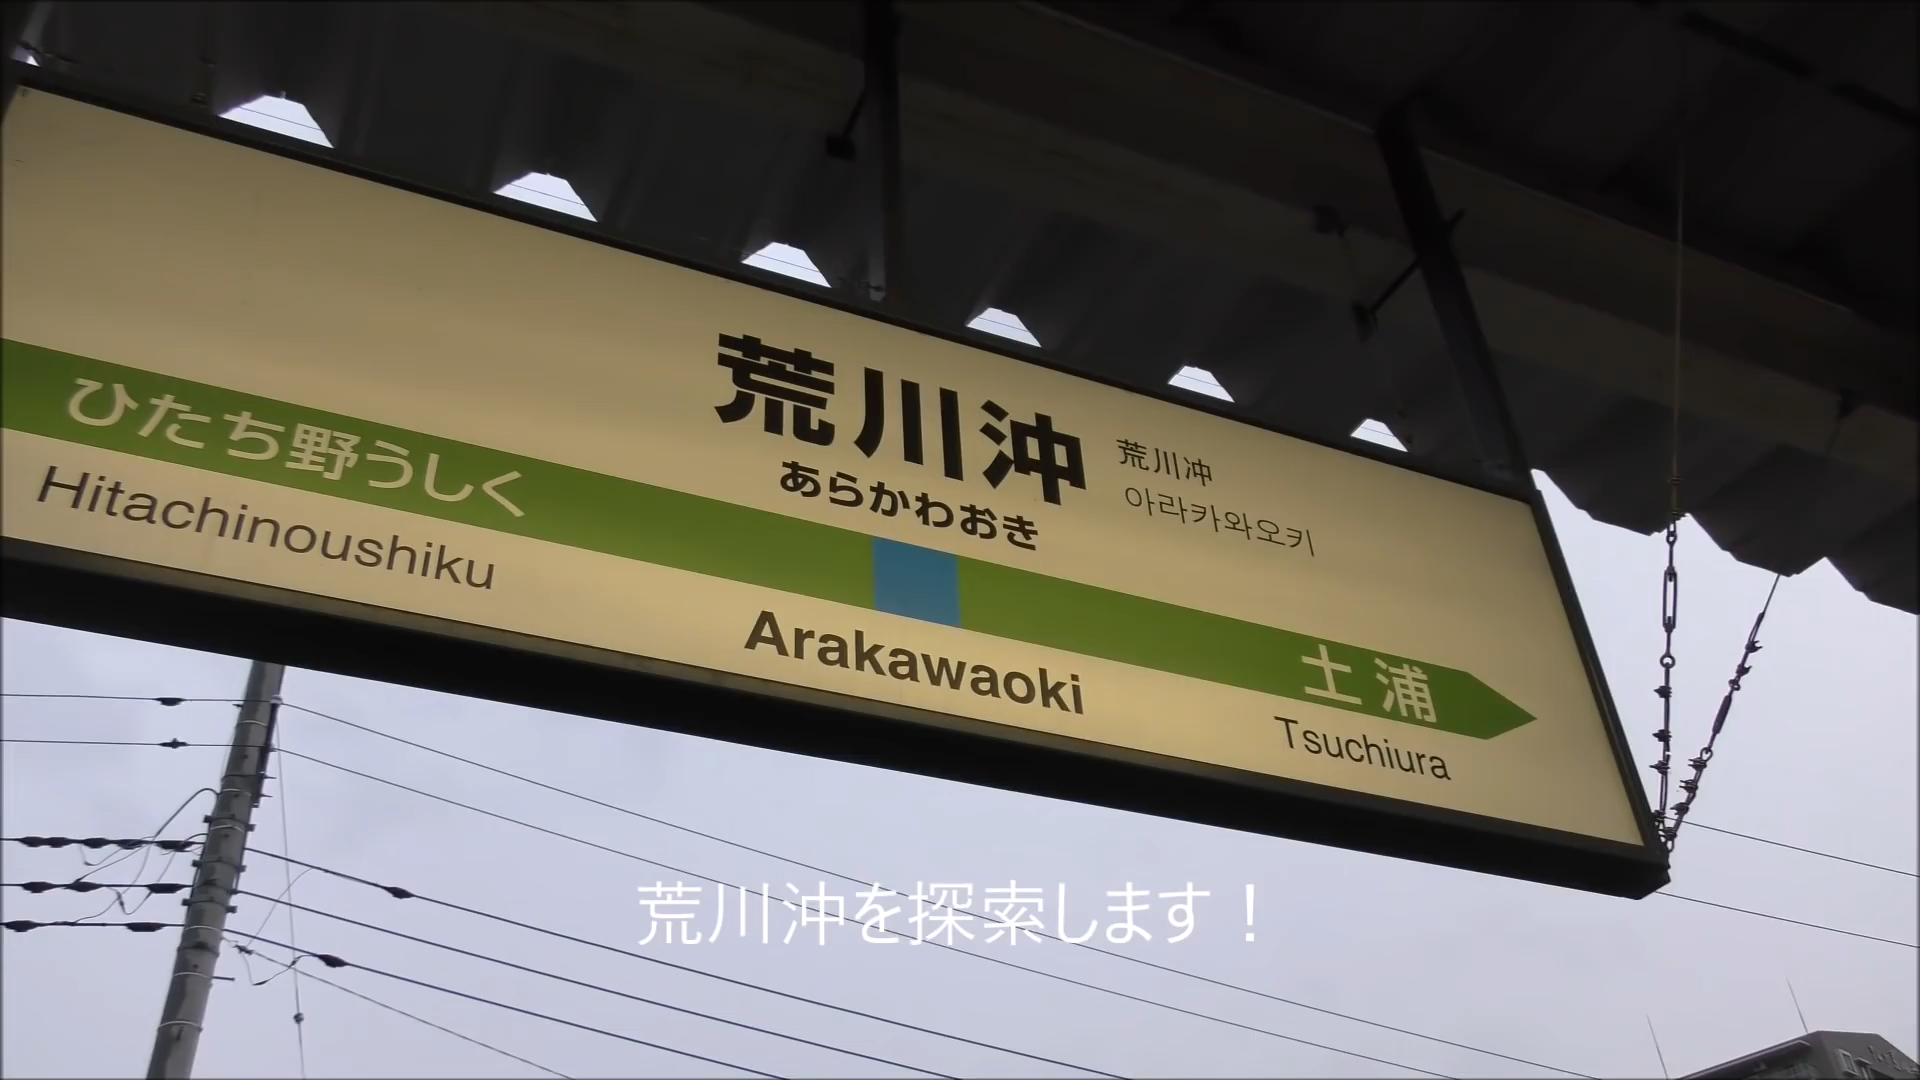 荒川沖
あらかわおき
荒川冲
아라카와오키
ひたち野うしく
土浦
Hitachinoushiku
Arakawaoki
Tsuchiura
荒川沖を探索します！